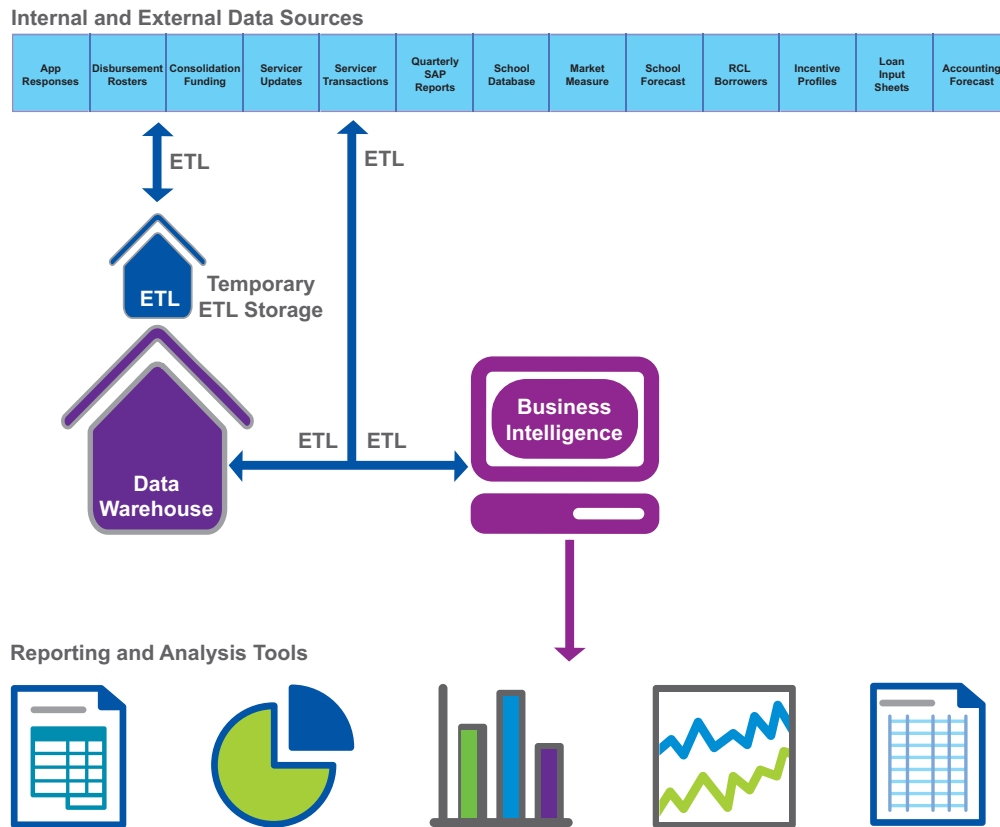 Internal and External Data Sources
App
Responses
Disbursement
Rosters
Consolidation
Funding
Servicer
Updates
Servicer
Transactions
Quarterly
SAP
Reports
School
Database
Market
Measure
School
Forecast
RCL
Borrowers
Incentive
Profiles
Loan
Input
Sheets
Accounting
Forecast
ETL
ETL
ETL
Temporary
ETL Storage
Data
Warehouse
ETL
ETL
Business
Intelligence
Reporting and Analysis Tools